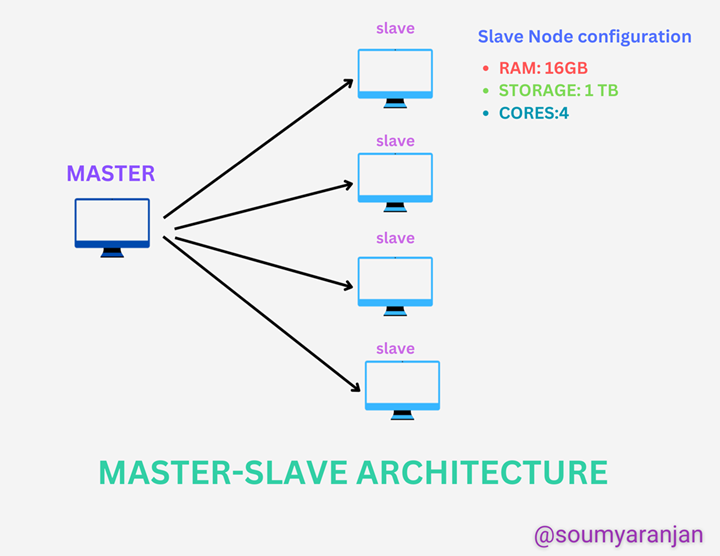 slave
Slave Node configuration
• RAM: 16GB
• STORAGE: 1 TB
• CORES:4
slave
MASTER
slave
slave
MASTER-SLAVE ARCHITECTURE
@soumyaranjan